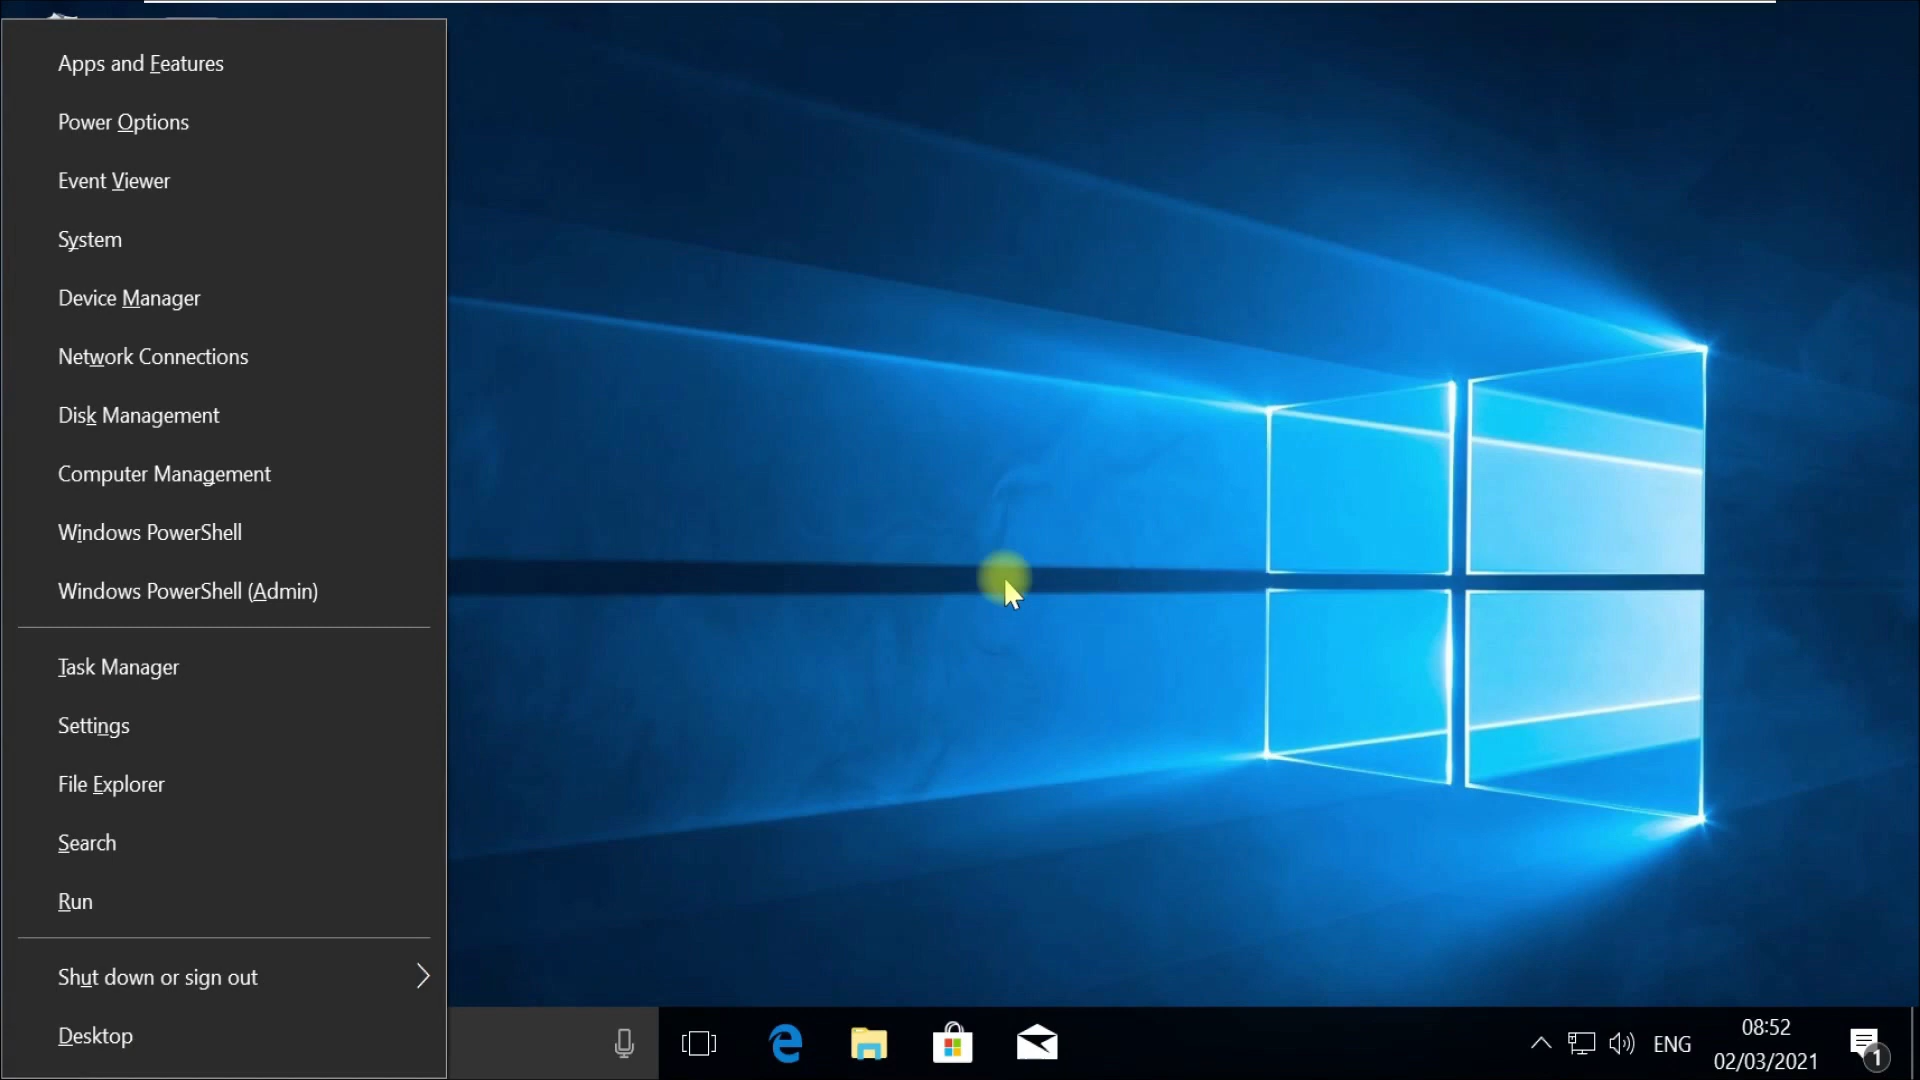 Apps and Features
Power Options
Event Viewer
System
Device Manager
Network Connections
Disk Management
Computer Management
Windows PowerShell
Windows PowerShell (Admin)
Task Manager
Settings
File Explorer
Search
Run
Shut down or sign out
Desktop
ENG
08:52
02/03/2021
1